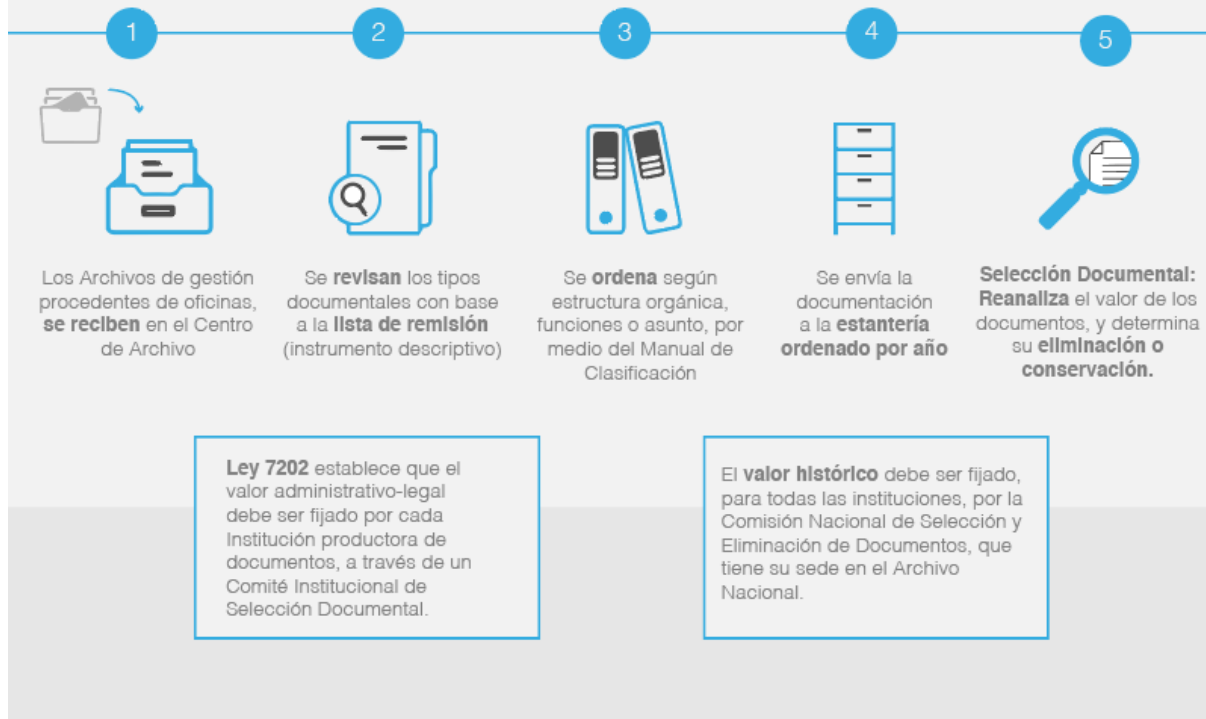 1
2
3
4
5
Los Archivos de gestión
procedentes de oficinas,
se reciben en el Centro
de Archivo
Se revisan los tipos
documentales con base
a la lista de remisión
(instrumento descriptivo)
Se ordena según
estructura orgánica,
funciones o asunto, por
medio del Manual de
Clasificación
Se envía la
documentación
a la estantería
ordenado por año
Selección Documental:
Reanaliza el valor de los
documentos, y determina
su eliminación o
conservación.
Ley 7202 establece que el
valor administrativo-legal
debe ser fijado por cada
Institución productora de
documentos, a través de un
Comité Institucional de
Selección Documental.
El valor histórico debe ser fijado,
para todas las instituciones, por la
Comisión Nacional de Selección y
Eliminación de Documentos, que
tiene su sede en el Archivo
Nacional.